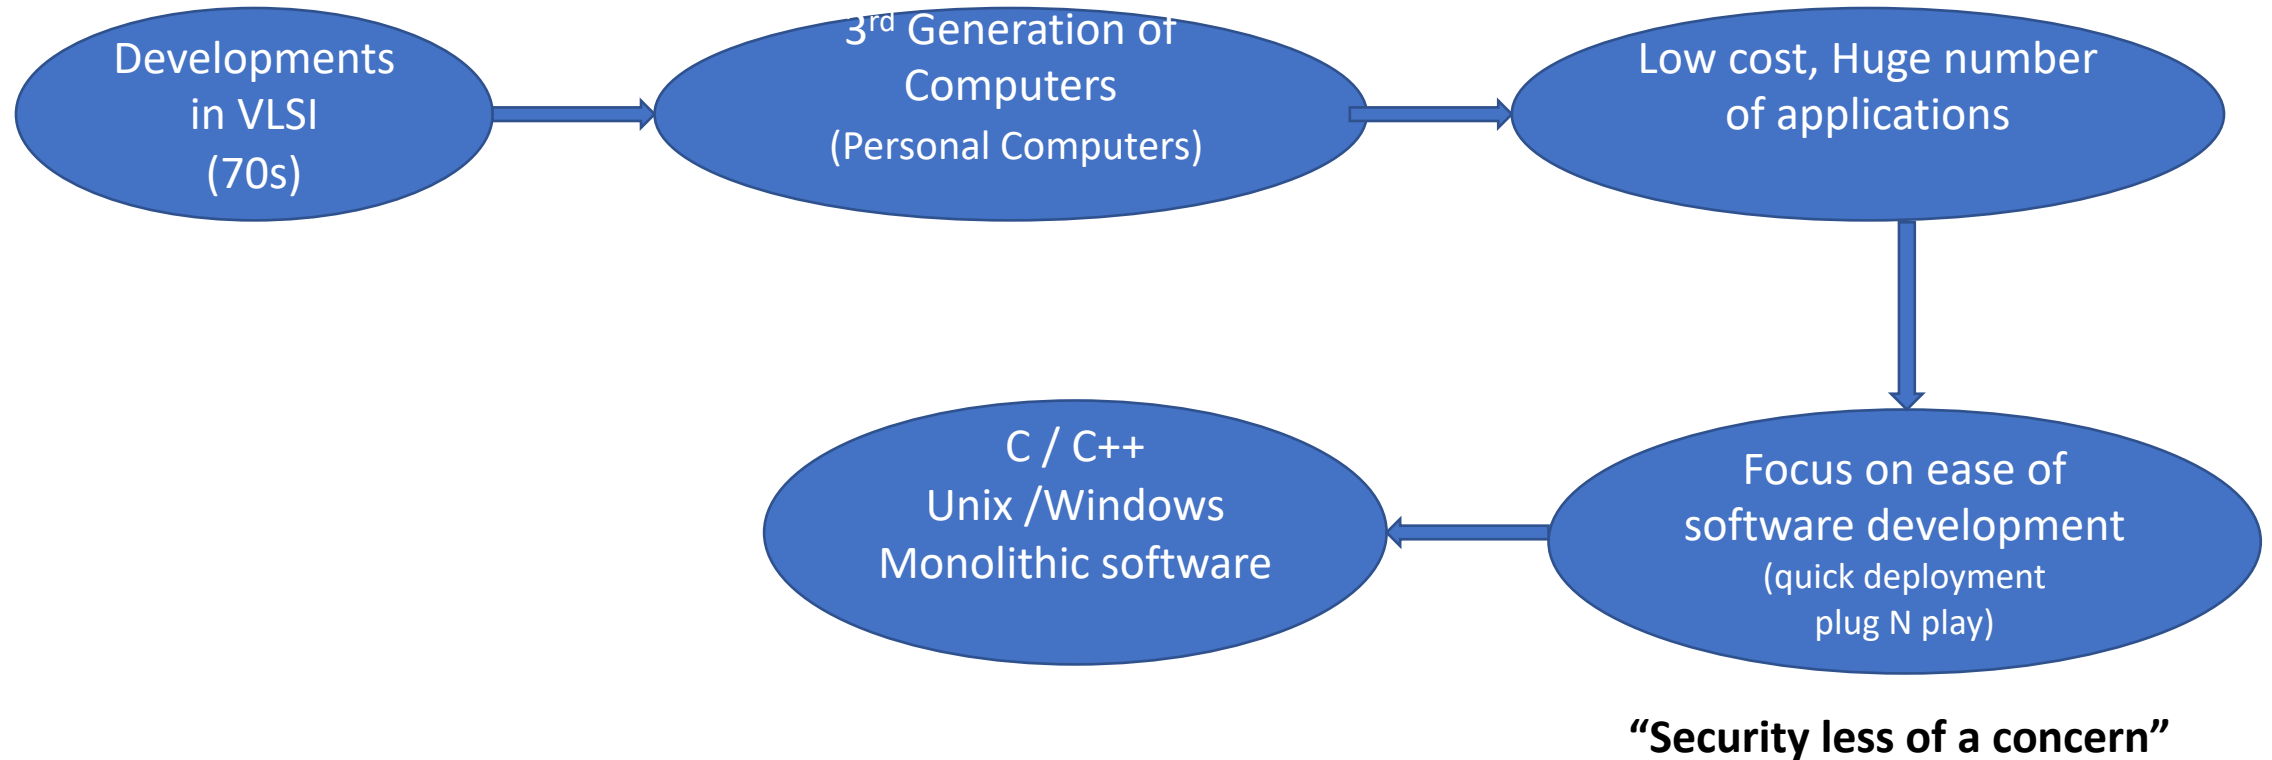 Developments
in VLSI
(70s)
3rd Generation of
Computers
(Personal Computers)
Low cost, Huge number
of applications
Focus on ease of
software development
(quick deployment
plug N play)
C / C++
Unix /Windows
Monolithic software
“Security less of a concern”